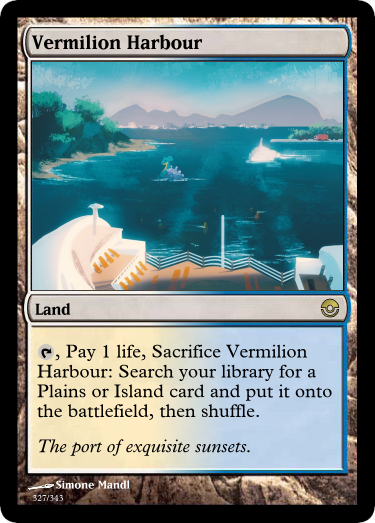 Vermilion Harbour
Land
, Pay 1 life, Sacrifice Vermilion
Harbour: Search your library for a
Plains or Island card and put it onto
the battlefield, then shuffle.
The port of exquisite sunsets.
Simone Mandl
327/343